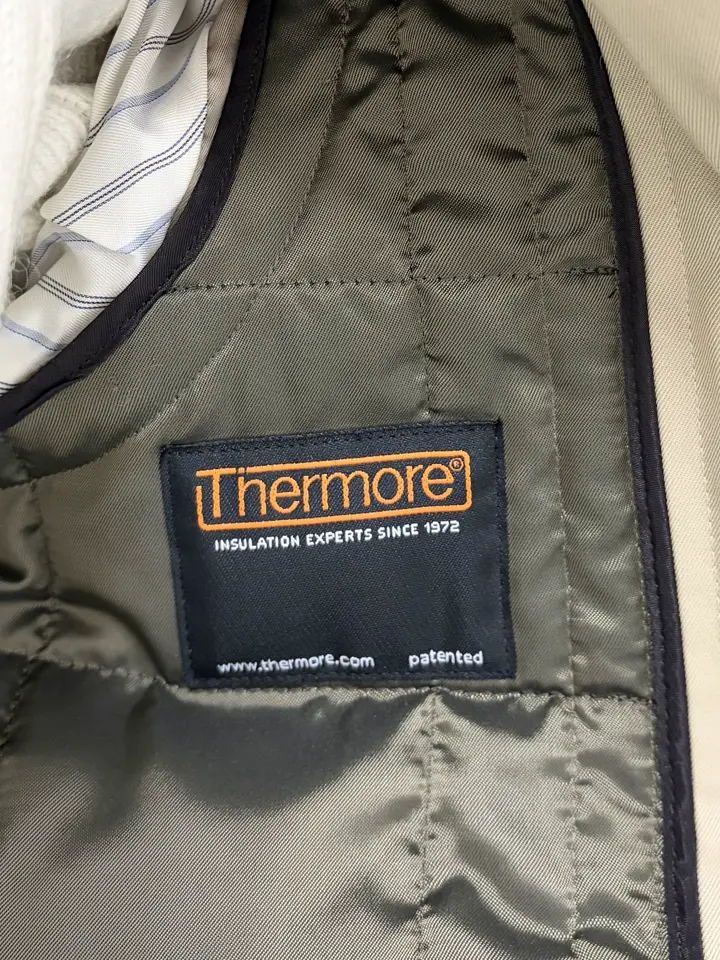 Thermore®
INSULATION EXPERTS SINCE 1972
www.thermore.com patented